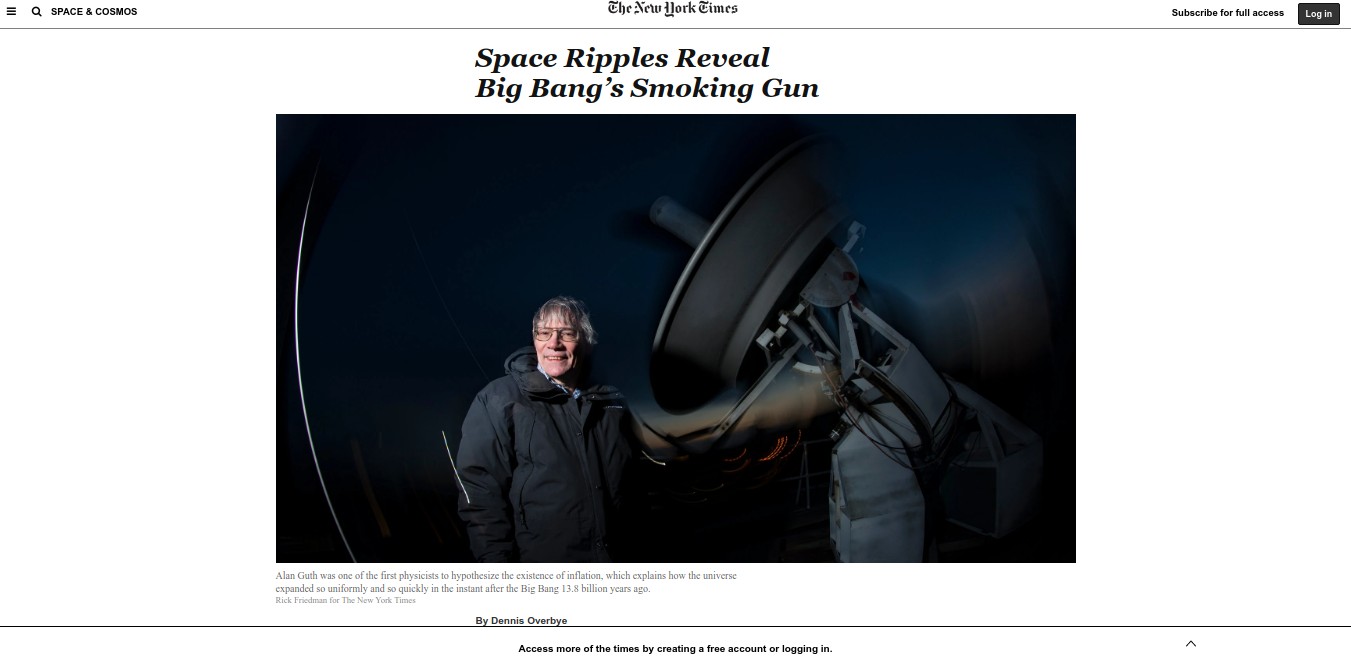 SPACE & COSMOS
The New York Times
Subscribe for full access
Log in
Space Ripples Reveal
Big Bang’s Smoking Gun
Alan Guth was one of the first physicists to hypothesize the existence of inflation, which explains how the universe
expanded so uniformly and so quickly in the instant after the Big Bang 13.8 billion years ago.
Rick Friedman for The New York Times
By Dennis Overbye
Access more of the times by creating a free account or logging in.